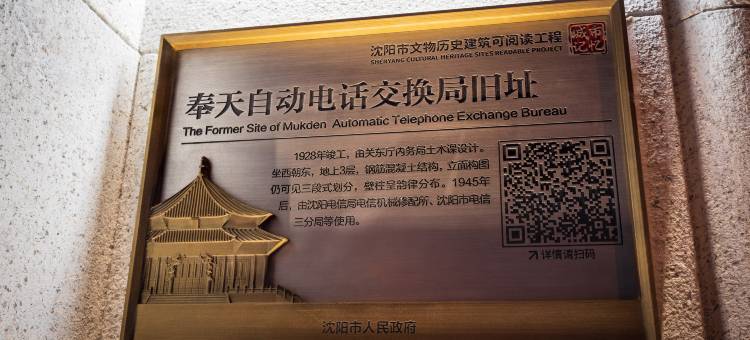 沈阳市文物历史建筑可阅读工程
SHENYANG CULTURAL HERITAGE SITES READABLE PROJECT
城市记忆
奉天自动电话交换局旧址
The Former Site of Mukden Automatic Telephone Exchange Bureau
1928年竣工，由关东厅内务局土木课设计。
坐西朝东，地上3层，钢筋混凝土结构，立面构图
仍可见三段式划分，壁柱呈韵律分布。1945年
后，由沈阳电信局电信机械修配所、沈阳市电信
三分局等使用。
详情请扫码
沈阳市人民政府